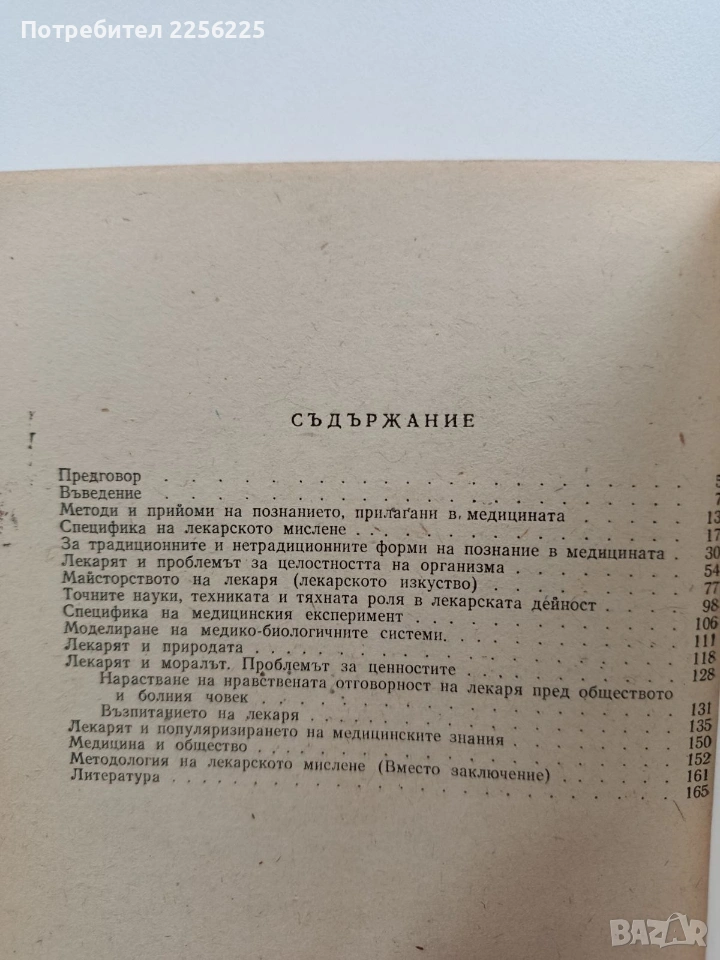 Потребител 2256225
СЪДЪРЖАНИЕ
Предговор . . . . . . . . . . . . . . . . 5
Въведение . . . . . . . . . . . . . . . . 7
Методи и прийоми на познанието, прилагани в медицината . . . . 13
Специфика на лекарското мислене . . . . . . . . . . 17
За традиционните и нетрадиционните форми на познание в медицината . 30
Лекарят и проблемът за целостността на организма . . . . . . 54
Майсторството на лекаря (лекарското изкуство) . . . . . . . 77
Точните науки, техниката и тяхната роля в лекарската дейност . . . 98
Специфика на медицинския експеримент . . . . . . . . . 106
Моделиране на медико-биологичните системи. . . . . . . . 111
Лекарят и природата . . . . . . . . . . . . . 118
Лекарят и моралът. Проблемът за ценностите . . . . . . . . 128
Нарастване на нравствената отговорност на лекаря пред обществото
и болния човек . . . . . . . . . . . . . 131
Възпитанието на лекаря . . . . . . . . . . . 135
Лекарят и популяризирането на медицинските знания . . . . . . 150
Медицина и общество . . . . . . . . . . . . . 152
Методология на лекарското мислене (Вместо заключение) . . . . . 161
Литература . . . . . . . . . . . . . . . . 165
BAZAR